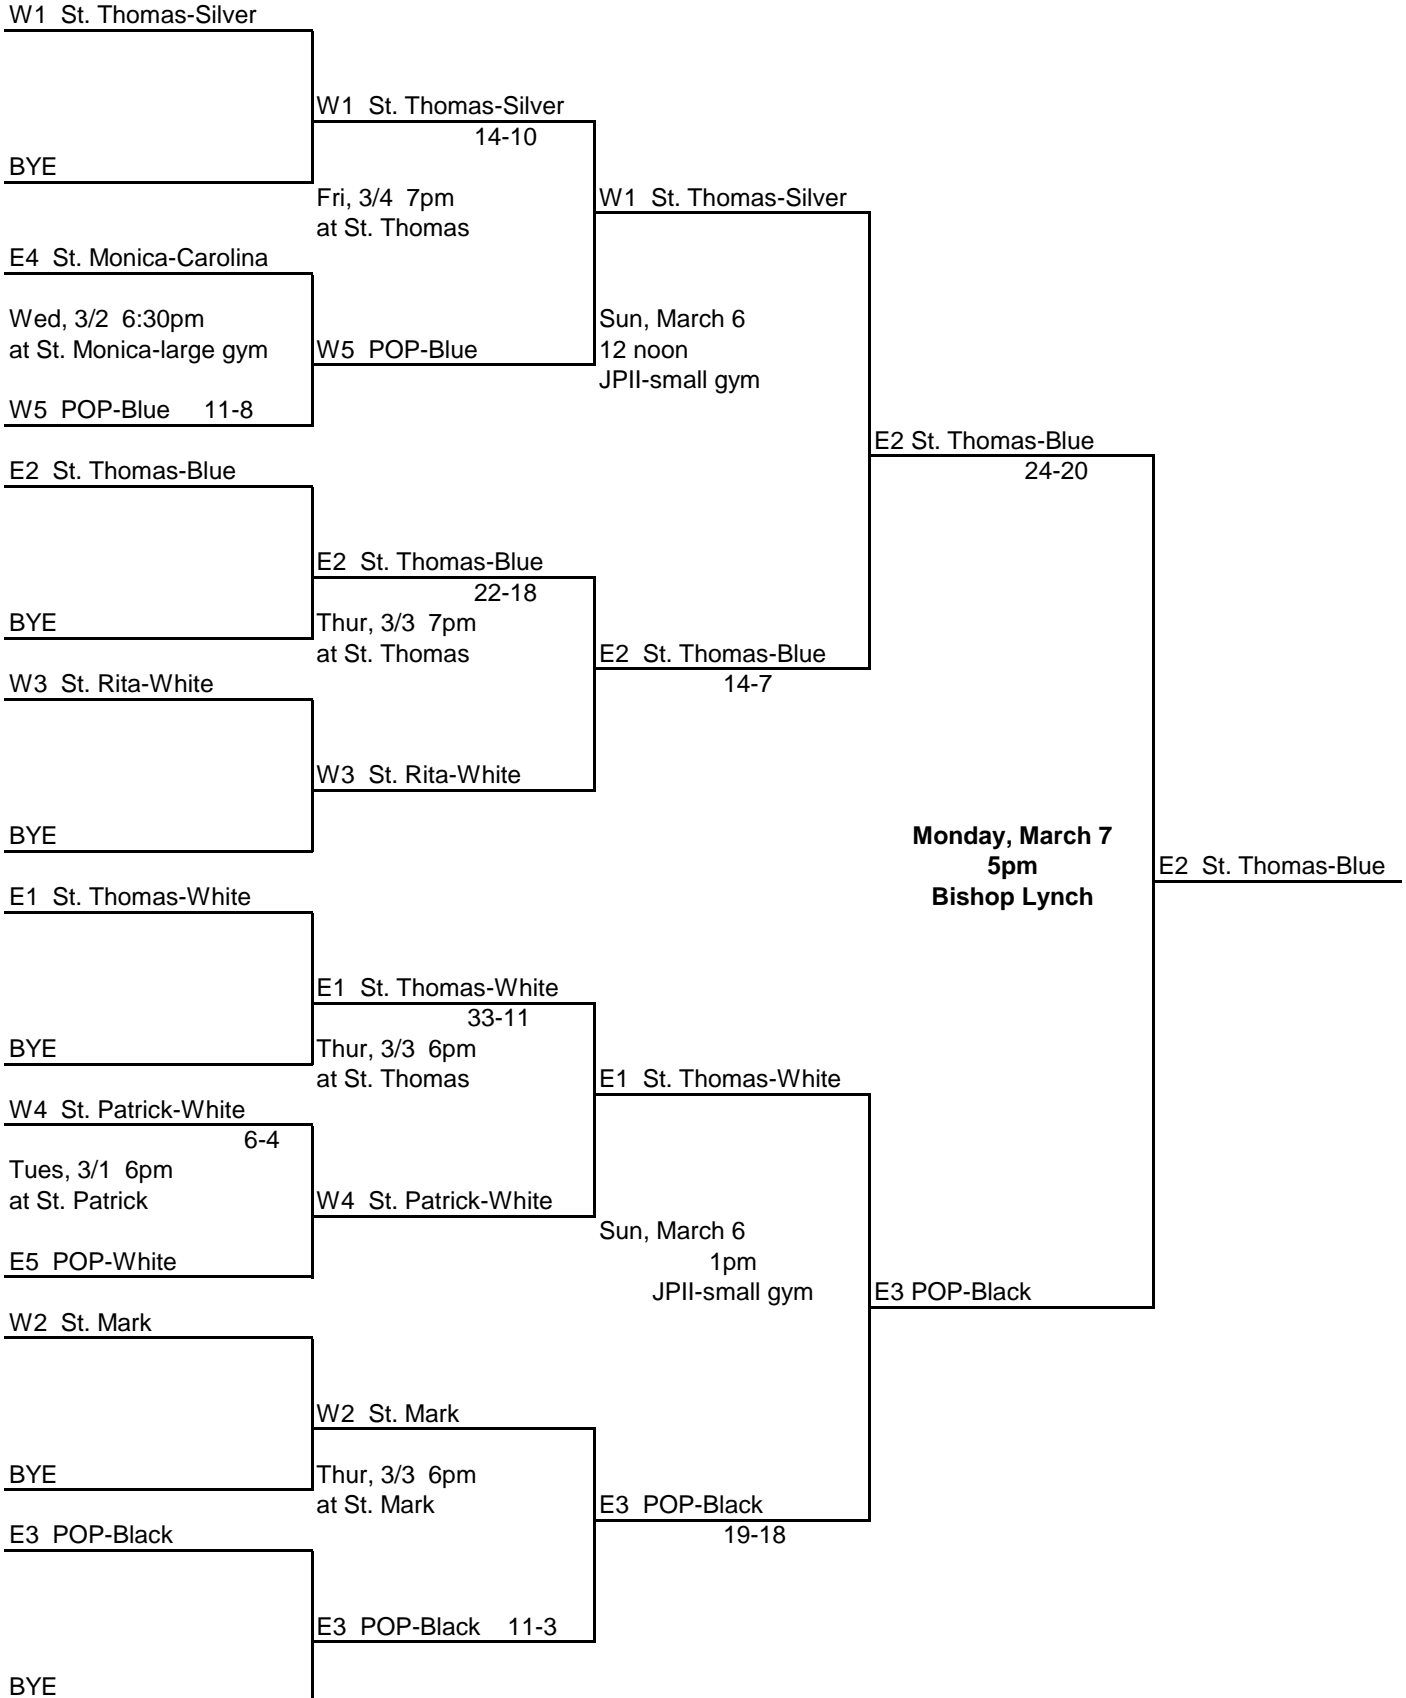 W1 St. Thomas-Silver
W1 St. Thomas-Silver
14-10
BYE
Fri, 3/4 7pm
at St. Thomas
W1 St. Thomas-Silver
E4 St. Monica-Carolina
Wed, 3/2 6:30pm
at St. Monica-large gym
W5 POP-Blue
Sun, March 6
12 noon
JPII-small gym
W5 POP-Blue 11-8
E2 St. Thomas-Blue
24-20
E2 St. Thomas-Blue
E2 St. Thomas-Blue
22-18
BYE
Thur, 3/3 7pm
at St. Thomas
E2 St. Thomas-Blue
14-7
W3 St. Rita-White
W3 St. Rita-White
BYE
Monday, March 7
5pm
Bishop Lynch
E2 St. Thomas-Blue
E1 St. Thomas-White
E1 St. Thomas-White
33-11
BYE
Thur, 3/3 6pm
at St. Thomas
E1 St. Thomas-White
W4 St. Patrick-White
6-4
Tues, 3/1 6pm
at St. Patrick
W4 St. Patrick-White
E5 POP-White
Sun, March 6
1pm
JPII-small gym
E3 POP-Black
W2 St. Mark
W2 St. Mark
BYE
Thur, 3/3 6pm
at St. Mark
E3 POP-Black
19-18
E3 POP-Black
E3 POP-Black 11-3
BYE